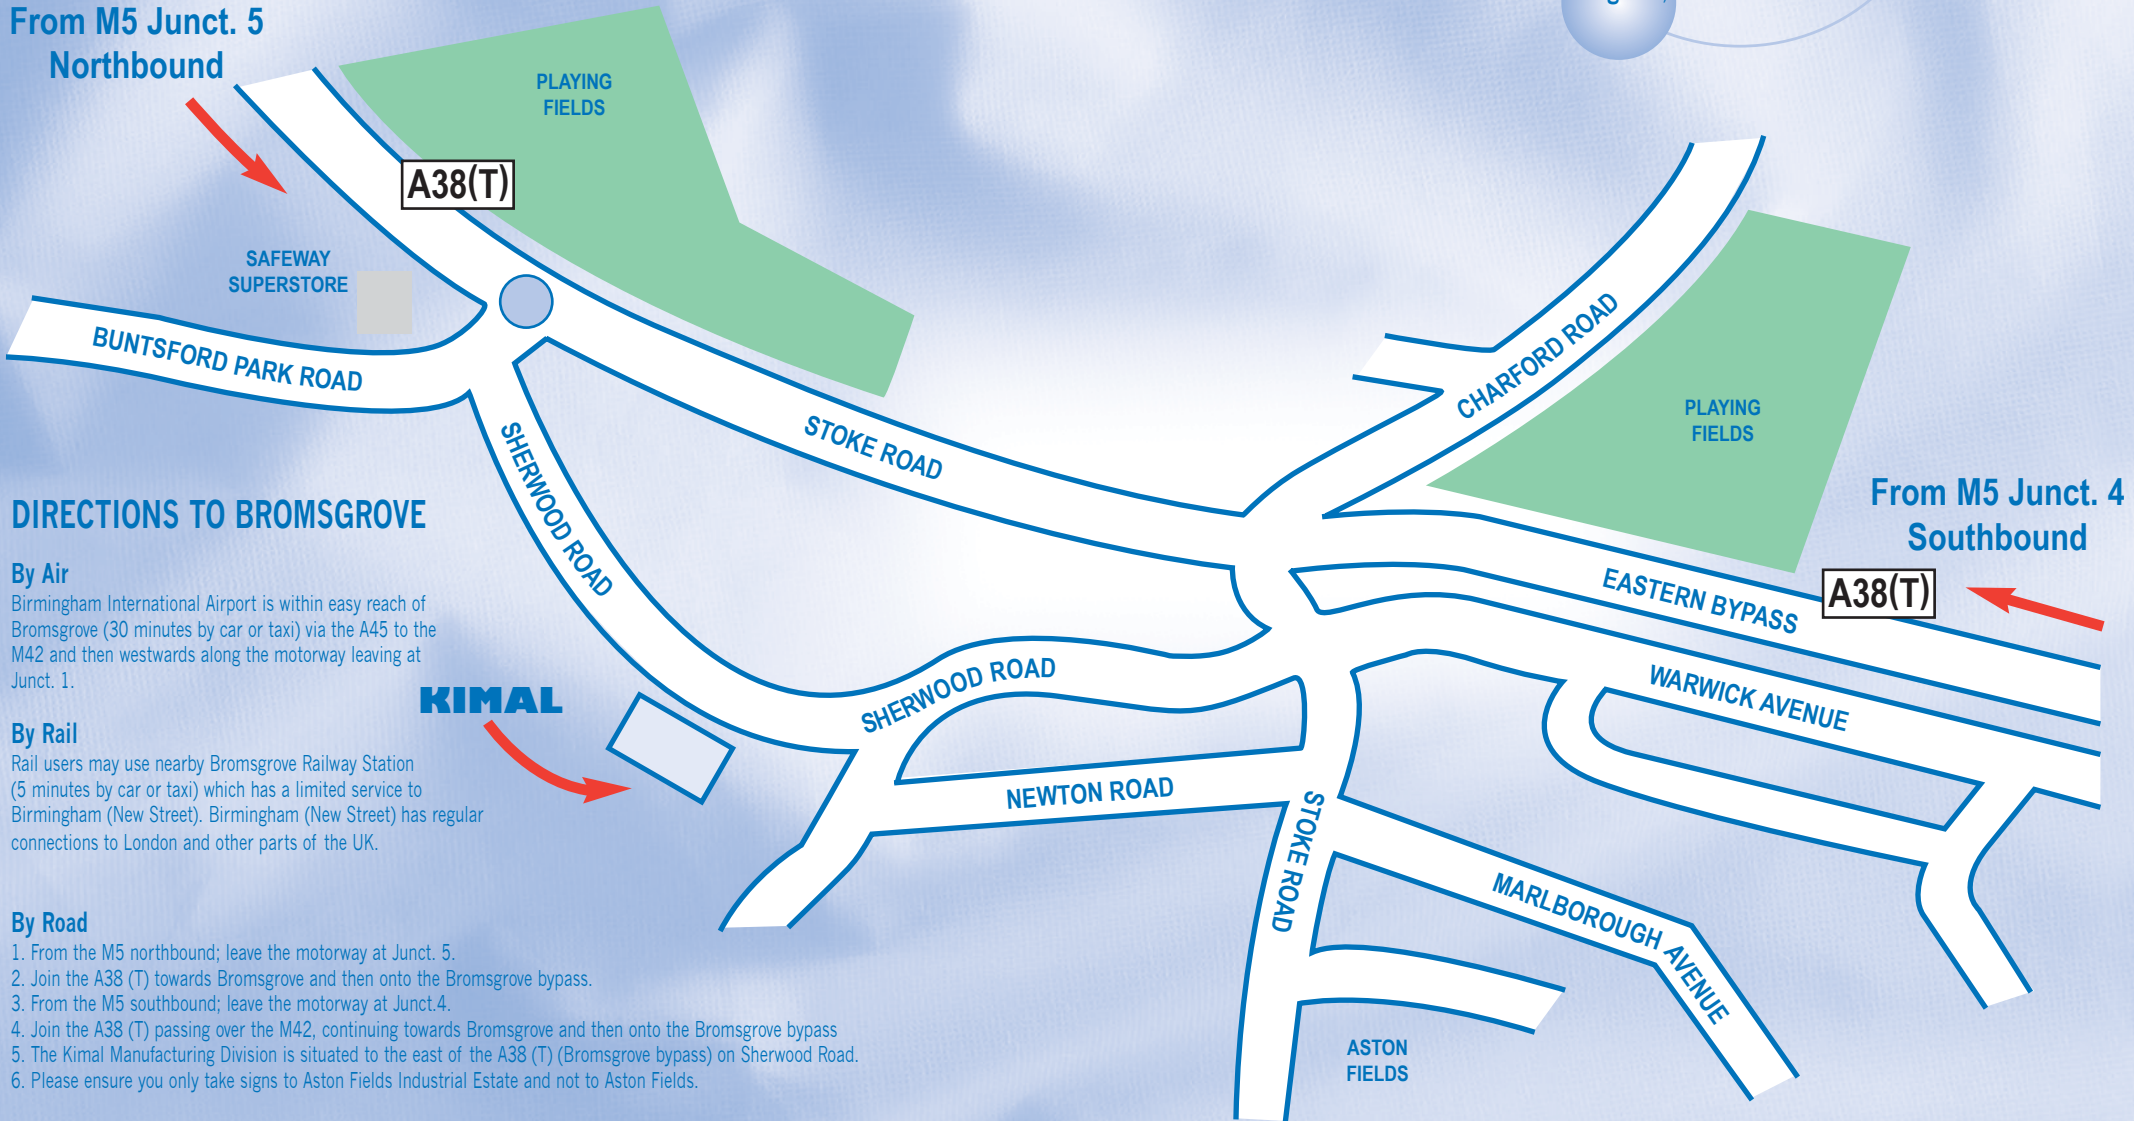 From M5 Junct. 5
Northbound
PLAYING
FIELDS
A38(T)
SAFEWAY
SUPERSTORE
BUNTSFORD PARK ROAD
CHARFORD ROAD
PLAYING
FIELDS
STOKE ROAD
SHERWOOD ROAD
From M5 Junct. 4
Southbound
A38(T)
EASTERN BYPASS
WARWICK AVENUE
SHERWOOD ROAD
NEWTON ROAD
STOKE ROAD
MARLBOROUGH AVENUE
ASTON
FIELDS
KIMAL
DIRECTIONS TO BROMSGROVE
By Air
Birmingham International Airport is within easy reach of
Bromsgrove (30 minutes by car or taxi) via the A45 to the
M42 and then westwards along the motorway leaving at
Junct. 1.
By Rail
Rail users may use nearby Bromsgrove Railway Station
(5 minutes by car or taxi) which has a limited service to
Birmingham (New Street). Birmingham (New Street) has regular
connections to London and other parts of the UK.
By Road
1. From the M5 northbound; leave the motorway at Junct. 5.
2. Join the A38 (T) towards Bromsgrove and then onto the Bromsgrove bypass.
3. From the M5 southbound; leave the motorway at Junct.4.
4. Join the A38 (T) passing over the M42, continuing towards Bromsgrove and then onto the Bromsgrove bypass
5. The Kimal Manufacturing Division is situated to the east of the A38 (T) (Bromsgrove bypass) on Sherwood Road.
6. Please ensure you only take signs to Aston Fields Industrial Estate and not to Aston Fields.